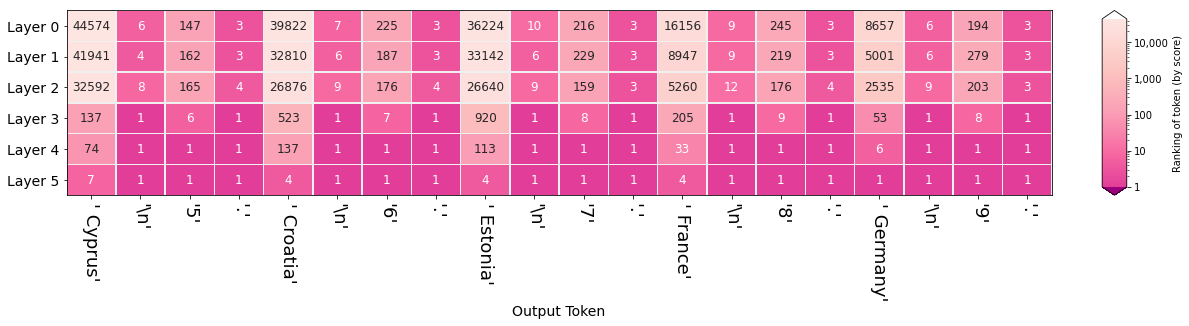 Layer 0 44574 6 147 3 39822 7 225 3 36224 10 216 3 16156 9 245 3 8657 6 194 3
Layer 1 41941 4 162 3 32810 6 187 3 33142 6 229 3 8947 9 219 3 5001 6 279 3
Layer 2 32592 8 165 4 26876 9 176 4 26640 9 159 3 5260 12 176 4 2535 9 203 3
Layer 3 137 1 6 1 523 1 7 1 920 1 8 1 205 1 9 1 53 1 8 1
Layer 4 74 1 1 1 137 1 1 1 113 1 1 1 33 1 1 1 6 1 1 1
Layer 5 7 1 1 1 4 1 1 1 4 1 1 1 4 1 1 1 1 1 1 1
' Cyprus' '\n' '5' '.' ' Croatia' '\n' '6' '.' ' Estonia' '\n' '7' '.' ' France' '\n' '8' '.' ' Germany' '\n' '9' '.'
Output Token
10,000
1,000
100
10
1
Ranking of token (by score)